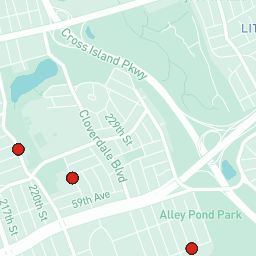 Cross Island Pkwy
LIT
Cloverdale Blvd
229th St
220th St
217th St
59th Ave
Alley Pond Park